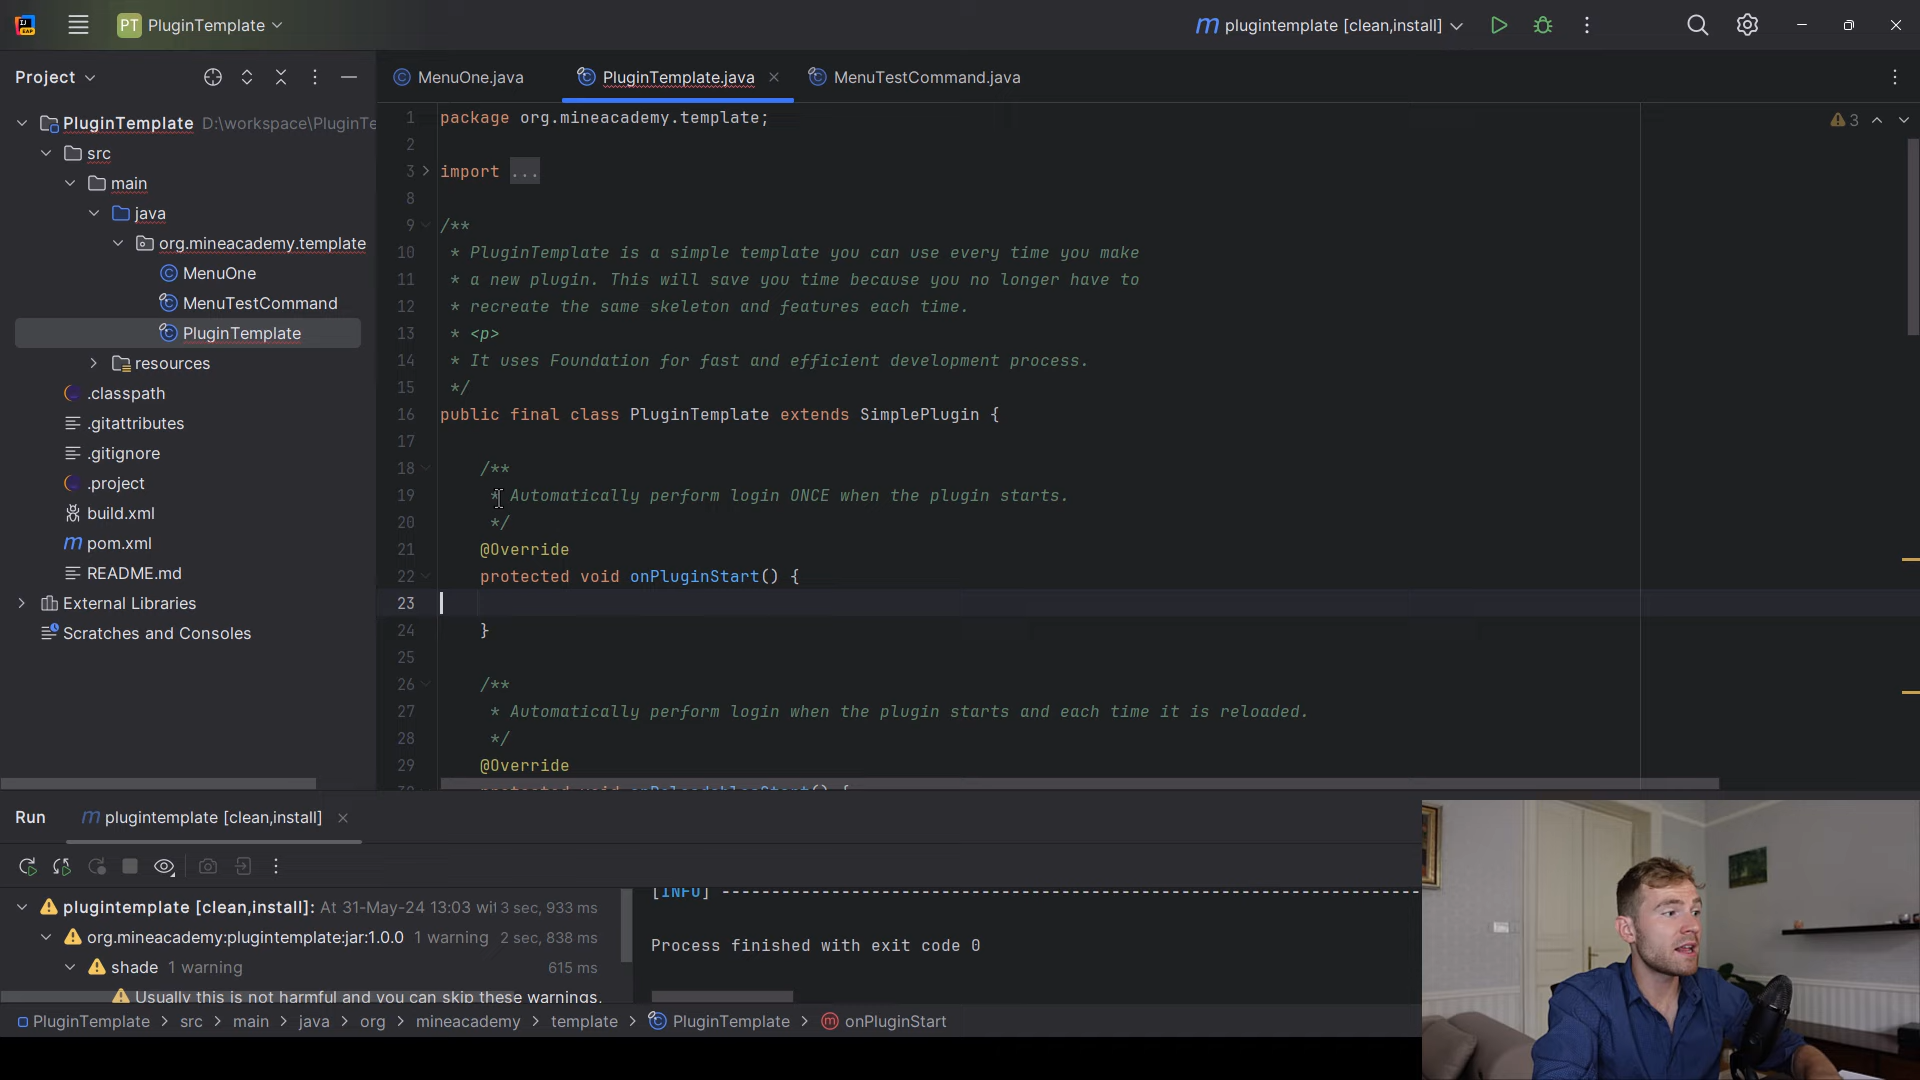 PT PluginTemplate
plugintemplate [clean,install]
Project
MenuOne.java
PluginTemplate.java
MenuTestCommand.java
PluginTemplate D:\workspace\PluginTe
src
main
java
org.mineacademy.template
MenuOne
MenuTestCommand
PluginTemplate
resources
.classpath
.gitattributes
.gitignore
.project
build.xml
m pom.xml
README.md
External Libraries
Scratches and Consoles
3
1 package org.mineacademy.template;
2
3 import ...
8
9 /**
10 * PluginTemplate is a simple template you can use every time you make
11 * a new plugin. This will save you time because you no longer have to
12 * recreate the same skeleton and features each time.
13 * <p>
14 * It uses Foundation for fast and efficient development process.
15 */
16 public final class PluginTemplate extends SimplePlugin {
17
18 /**
19 * Automatically perform login ONCE when the plugin starts.
20 */
21 @Override
22 protected void onPluginStart() {
23
24 }
25
26 /**
27 * Automatically perform login when the plugin starts and each time it is reloaded.
28 */
29 @Override
Run
m plugintemplate [clean,install]
plugintemplate [clean,install]: At 31-May-24 13:03 wit 3 sec, 933 ms
org.mineacademy:plugintemplate:jar:1.0.0 1 warning 2 sec, 838 ms
shade 1 warning 615 ms
Usually this is not harmful and you can skip these warnings.
[INFO] ------------------------------------------------------------------------
Process finished with exit code 0
PluginTemplate > src > main > java > org > mineacademy > template > PluginTemplate > onPluginStart